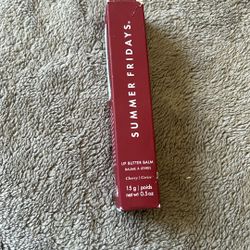 SUMMER FRIDAYS.
LIP BUTTER BALM
BAUME À LÈVRES
Cherry | Cerise
15 g | poids
net wt 0.5 oz